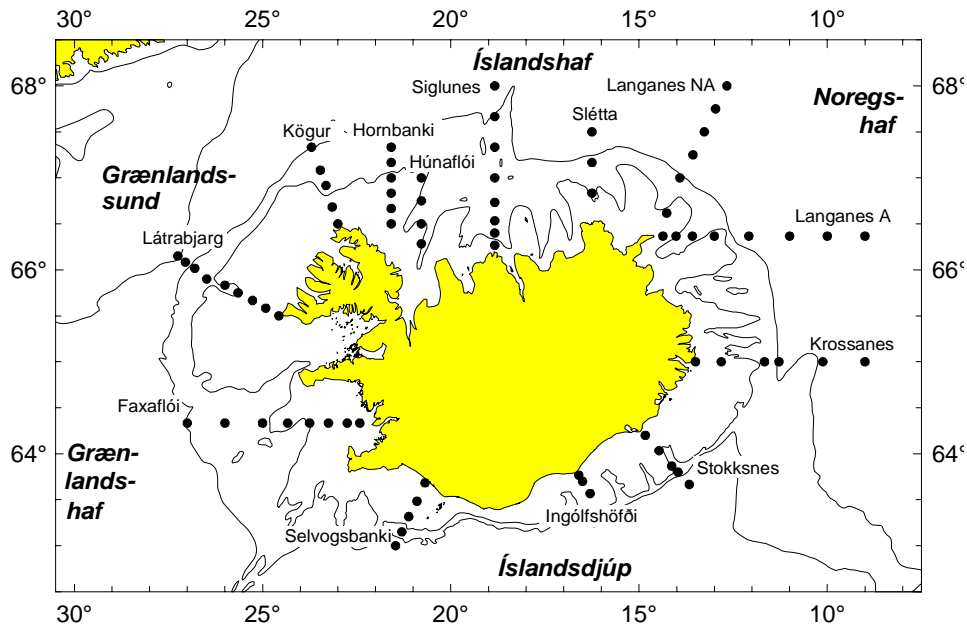 30°
25°
20°
15°
10°
Íslandshaf
68°
Siglunes
Langanes NA
68°
Noregs-
haf
Slétta
Kögur
Hornbanki
Húnaflói
Grænlands-
sund
Langanes A
Látrabjarg
66°
66°
Krossanes
Faxaflói
64°
64°
Græn-
lands-
haf
Stokksnes
Ingólfshöfði
Selvogsbanki
Íslandsdjúp
30°
25°
20°
15°
10°